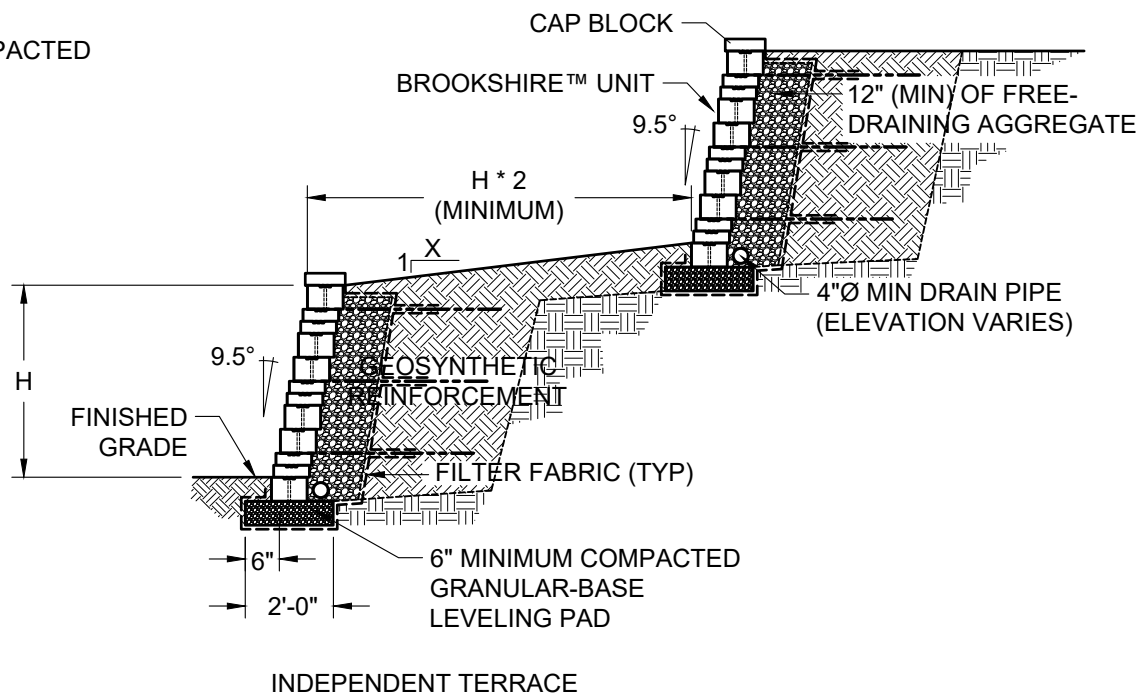 CAP BLOCK
PACTED
BROOKSHIRE™ UNIT
12" (MIN) OF FREE-
DRAINING AGGREGATE
9.5°
H * 2
(MINIMUM)
X
1
4"Ø MIN DRAIN PIPE
(ELEVATION VARIES)
9.5°
GEOSYNTHETIC
REINFORCEMENT
H
FINISHED
GRADE
FILTER FABRIC (TYP)
6"
2'-0"
6" MINIMUM COMPACTED
GRANULAR-BASE
LEVELING PAD
INDEPENDENT TERRACE